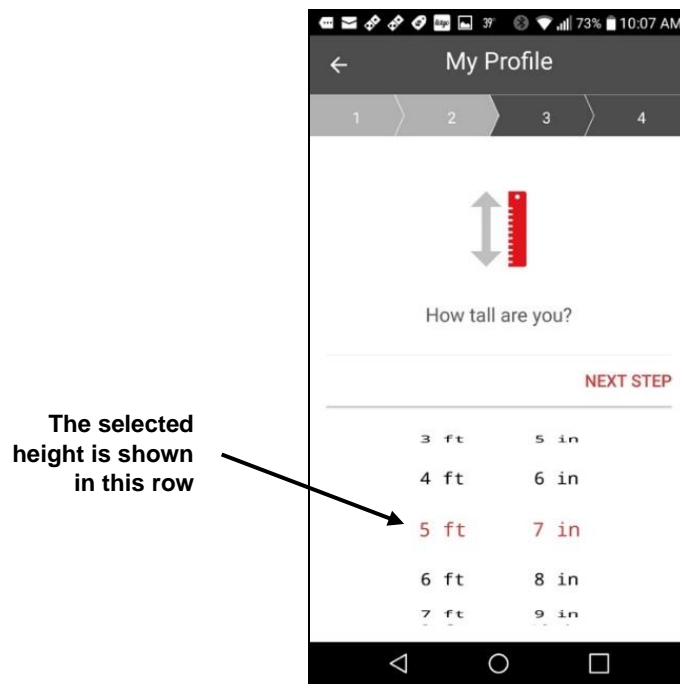 39° 73% 10:07 AM
My Profile
1 2 3 4
How tall are you?
NEXT STEP
The selected
height is shown
in this row
3 ft 5 in
4 ft 6 in
5 ft 7 in
6 ft 8 in
7 ft 9 in